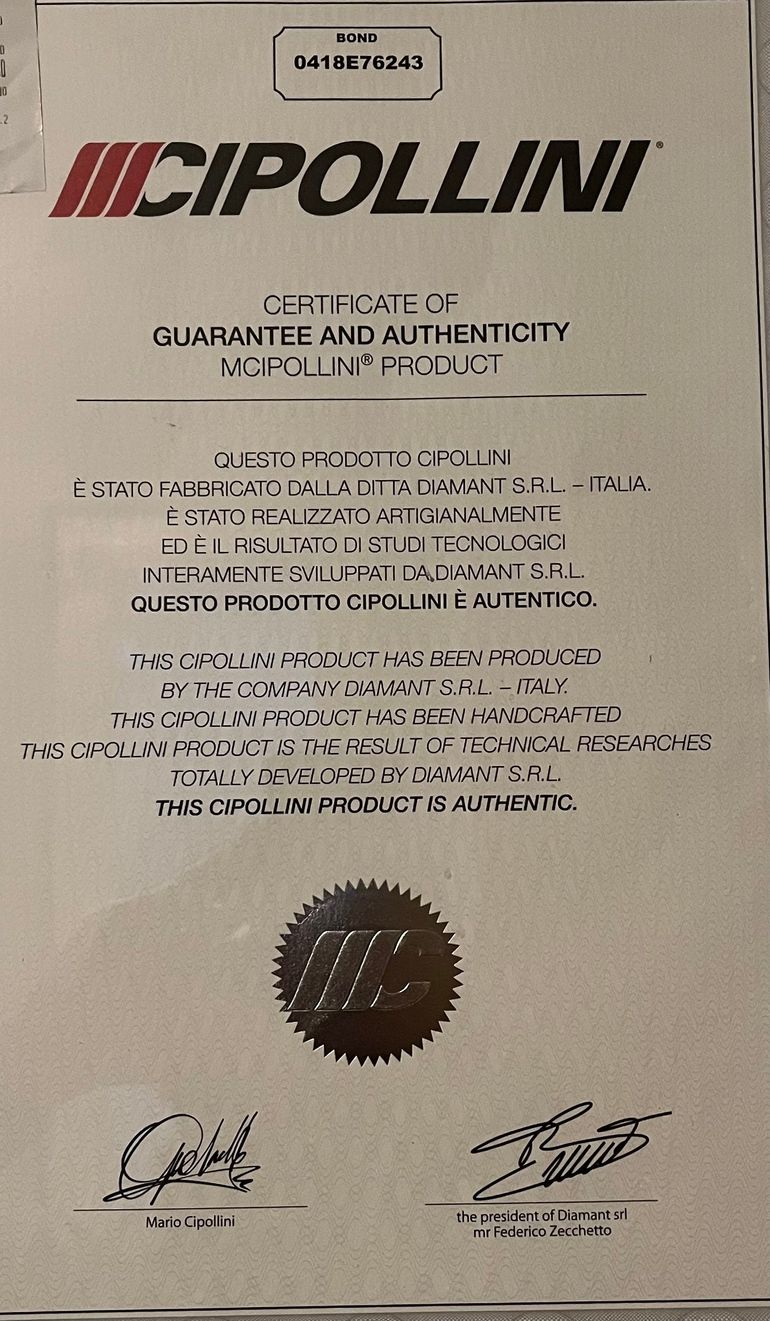 BOND
0418E76243
CIPOLLINI®
CERTIFICATE OF
GUARANTEE AND AUTHENTICITY
MCIPOLLINI® PRODUCT
QUESTO PRODOTTO CIPOLLINI
È STATO FABBRICATO DALLA DITTA DIAMANT S.R.L. – ITALIA.
È STATO REALIZZATO ARTIGIANALMENTE
ED È IL RISULTATO DI STUDI TECNOLOGICI
INTERAMENTE SVILUPPATI DA DIAMANT S.R.L.
QUESTO PRODOTTO CIPOLLINI È AUTENTICO.
THIS CIPOLLINI PRODUCT HAS BEEN PRODUCED
BY THE COMPANY DIAMANT S.R.L. – ITALY.
THIS CIPOLLINI PRODUCT HAS BEEN HANDCRAFTED
THIS CIPOLLINI PRODUCT IS THE RESULT OF TECHNICAL RESEARCHES
TOTALLY DEVELOPED BY DIAMANT S.R.L.
THIS CIPOLLINI PRODUCT IS AUTHENTIC.
MC
Mario Cipollini
the president of Diamant srl
mr Federico Zecchetto